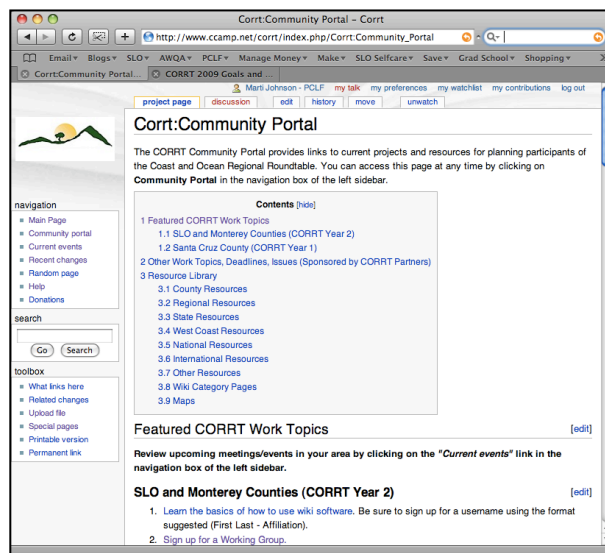 Corrt:Community Portal – Corrt
http://www.ccamp.net/corrt/index.php/Corrt:Community_Portal
Email Blogs SLO AWQA PCLF Manage Money Make SLO Selfcare Save Grad School Shopping
Corrt:Community Portal... CORRT 2009 Goals and ...
Marti Johnson - PCLF my talk my preferences my watchlist my contributions log out
project page discussion edit history move unwatch
Corrt:Community Portal
The CORRT Community Portal provides links to current projects and resources for planning participants of
the Coast and Ocean Regional Roundtable. You can access this page at any time by clicking on
Community Portal in the navigation box of the left sidebar.
Contents [hide]
1 Featured CORRT Work Topics
1.1 SLO and Monterey Counties (CORRT Year 2)
1.2 Santa Cruz County (CORRT Year 1)
2 Other Work Topics, Deadlines, Issues (Sponsored by CORRT Partners)
3 Resource Library
3.1 County Resources
3.2 Regional Resources
3.3 State Resources
3.4 West Coast Resources
3.5 National Resources
3.6 International Resources
3.7 Other Resources
3.8 Wiki Category Pages
3.9 Maps
navigation
Main Page
Community portal
Current events
Recent changes
Random page
Help
Donations
search
Go Search
toolbox
What links here
Related changes
Upload file
Special pages
Printable version
Permanent link
Featured CORRT Work Topics [edit]
Review upcoming meetings/events in your area by clicking on the "Current events" link in the
navigation box of the left sidebar.
SLO and Monterey Counties (CORRT Year 2) [edit]
1. Learn the basics of how to use wiki software. Be sure to sign up for a username using the format
suggested (First Last - Affiliation).
2. Sign up for a Working Group.